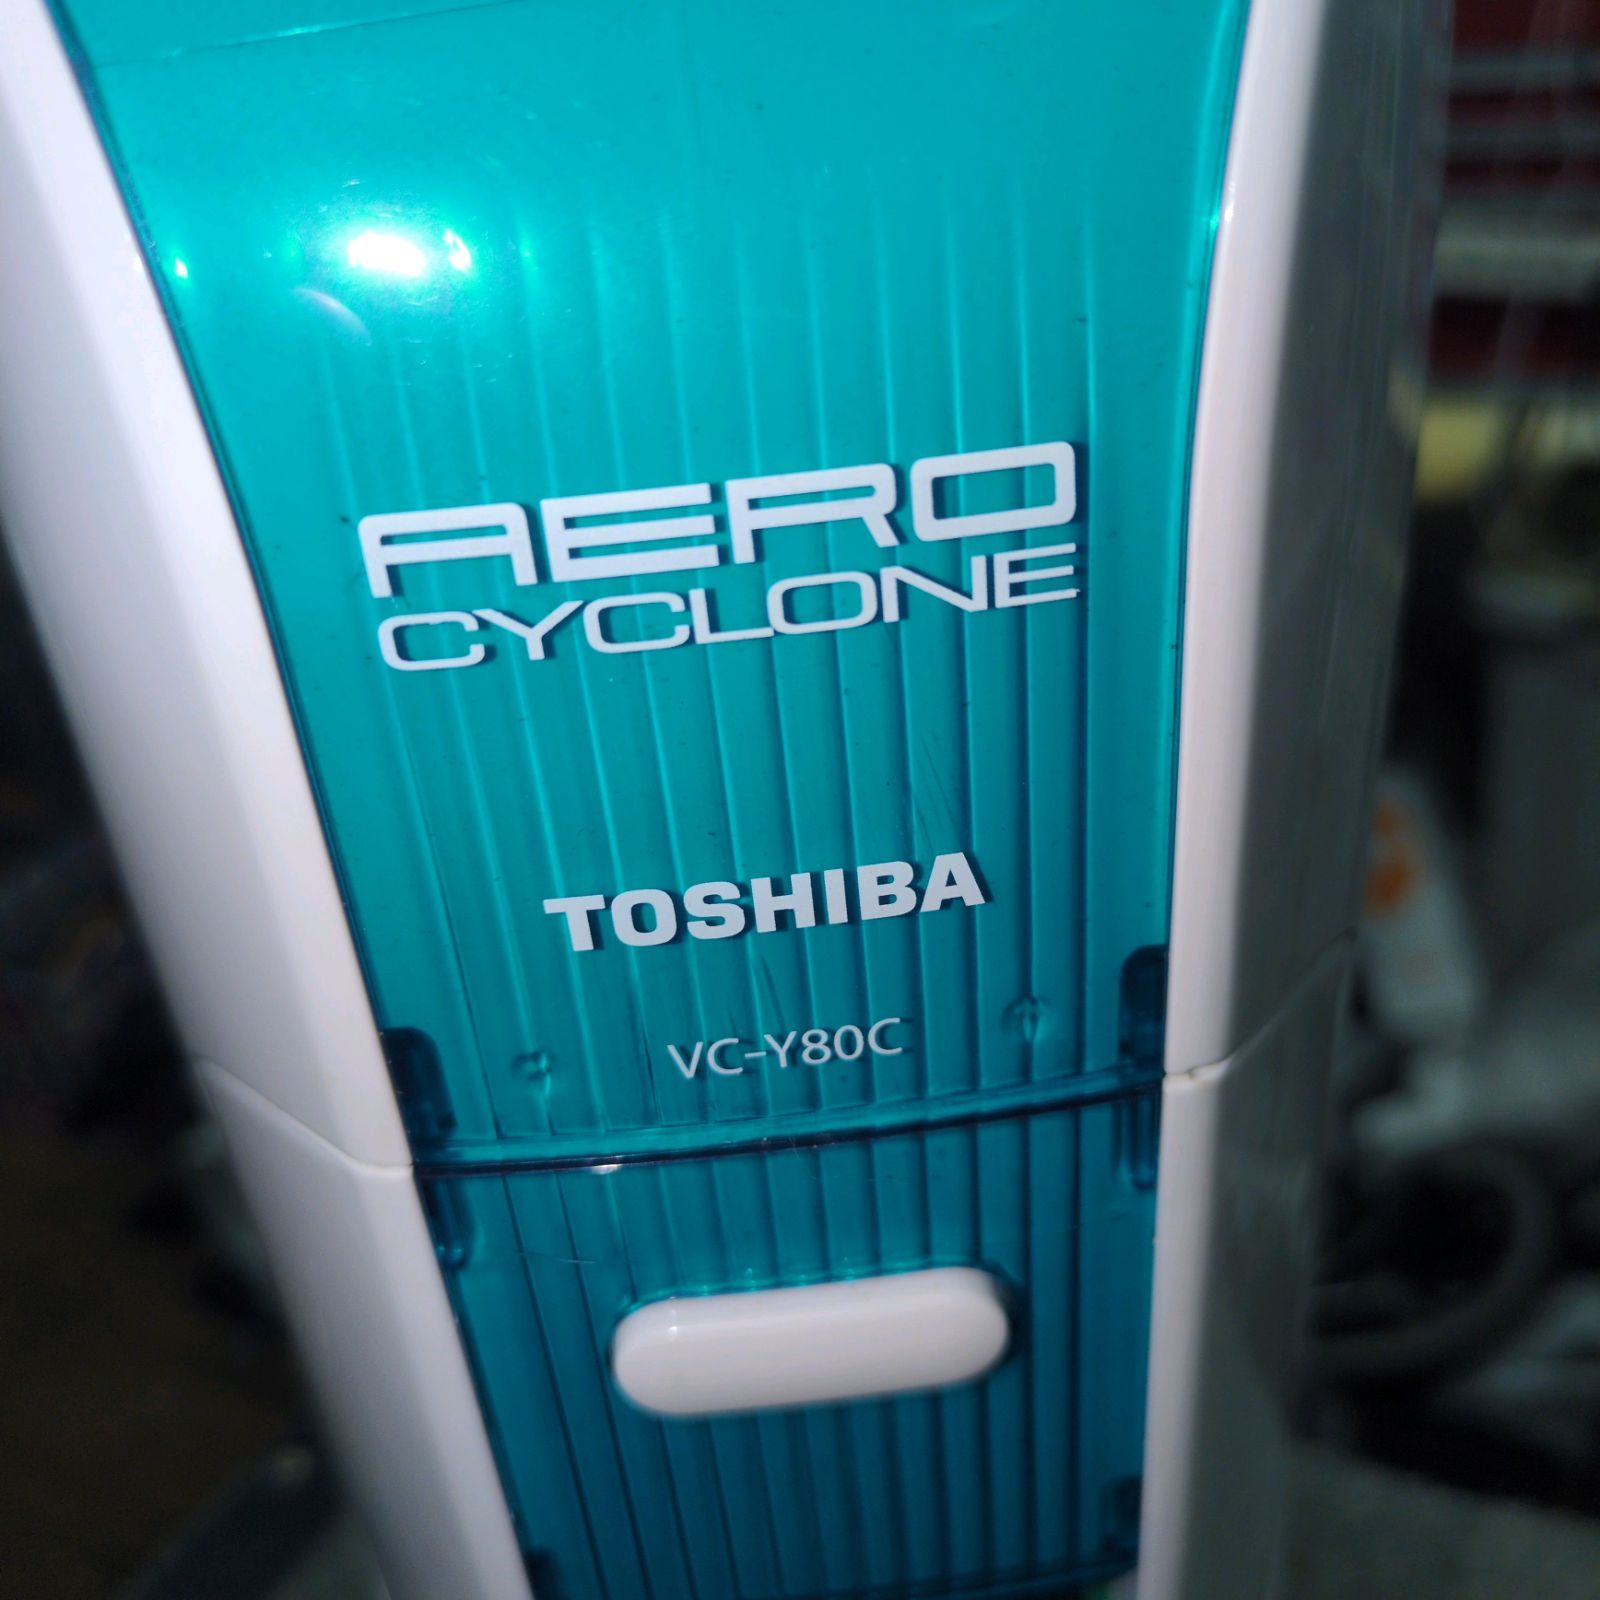 AERO
CYCLONE
TOSHIBA
VC-Y80C